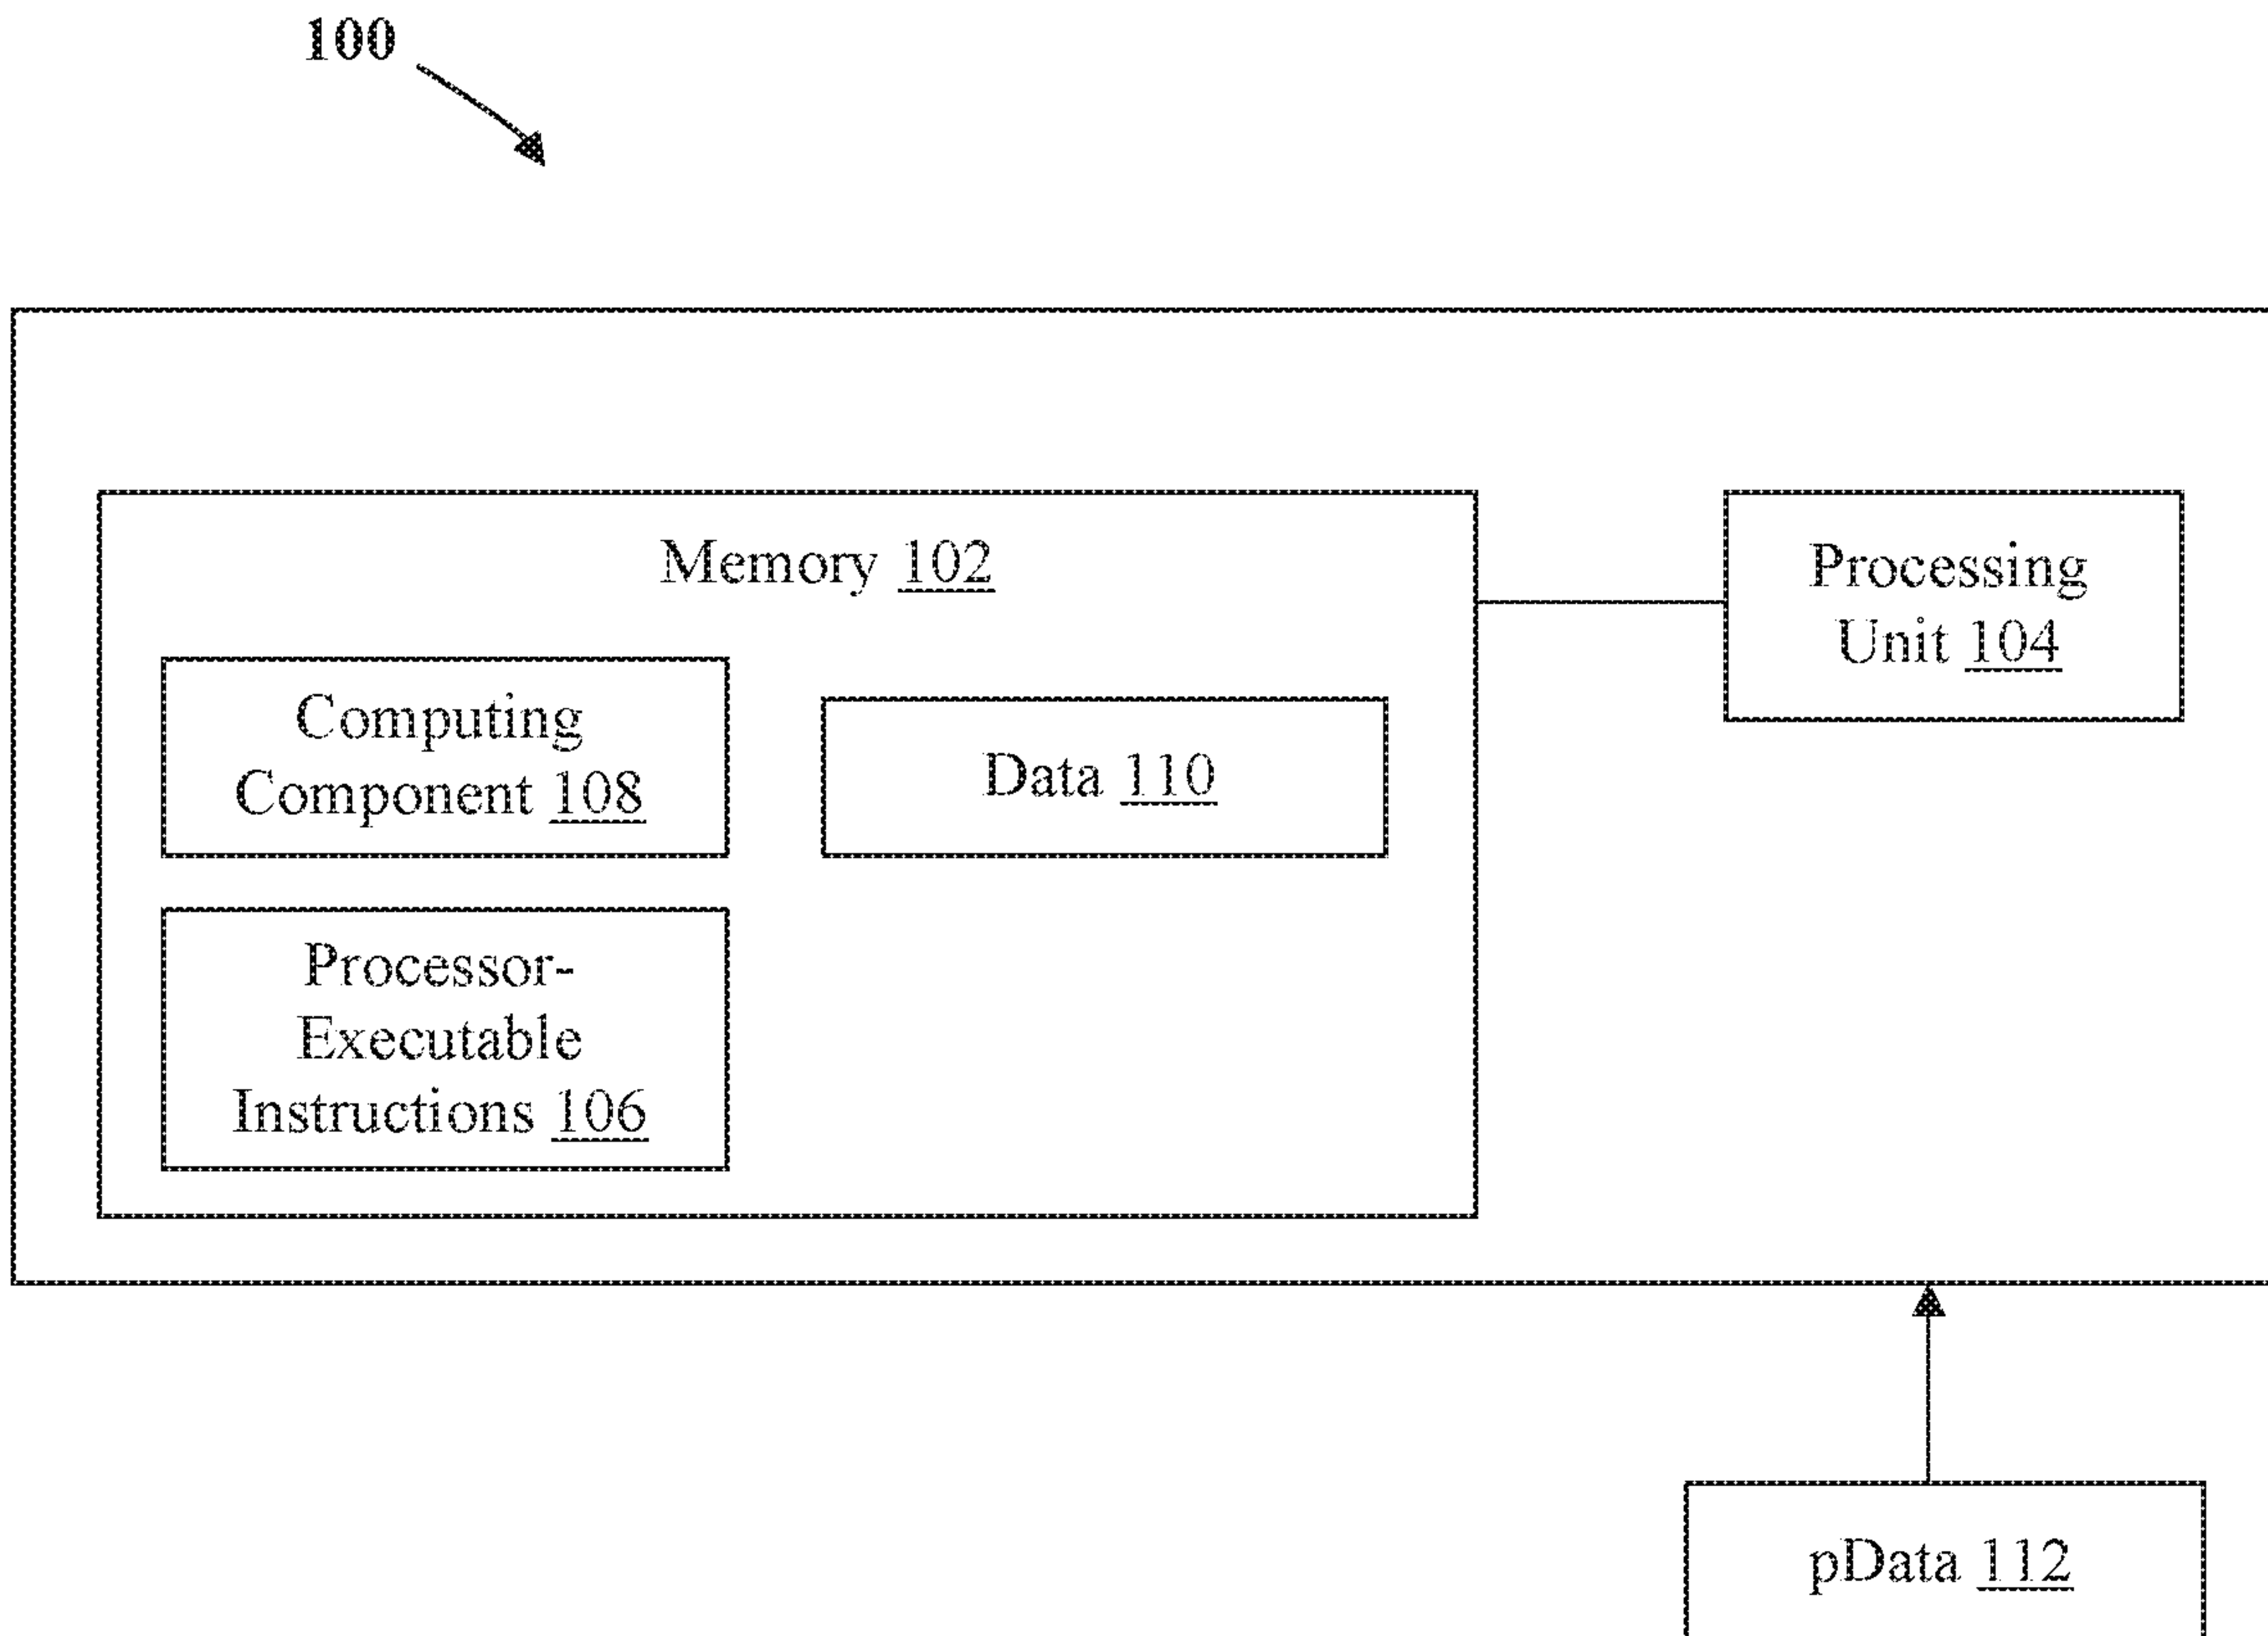 100
Memory 102
Processing
Unit 104
Computing
Component 108
Data 110
Processor-
Executable
Instructions 106
pData 112